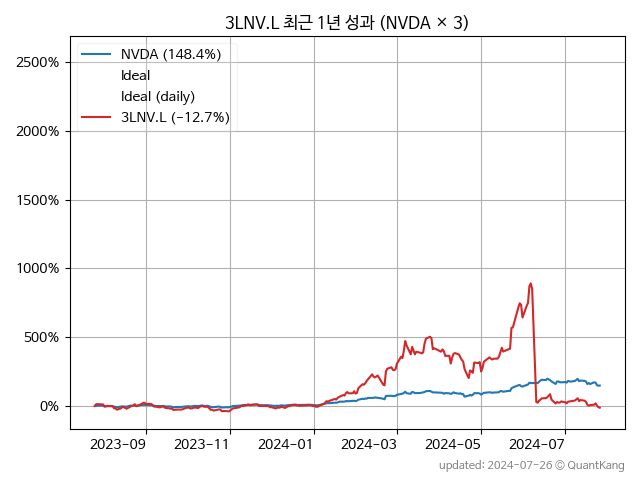 3LNV.L 최근 1년 성과 (NVDA × 3)
NVDA (148.4%)
Ideal
Ideal (daily)
3LNV.L (−12.7%)
2500%
2000%
1500%
1000%
500%
0%
2023-09
2023-11
2024-01
2024-03
2024-05
2024-07
updated: 2024-07-26 © QuantKang